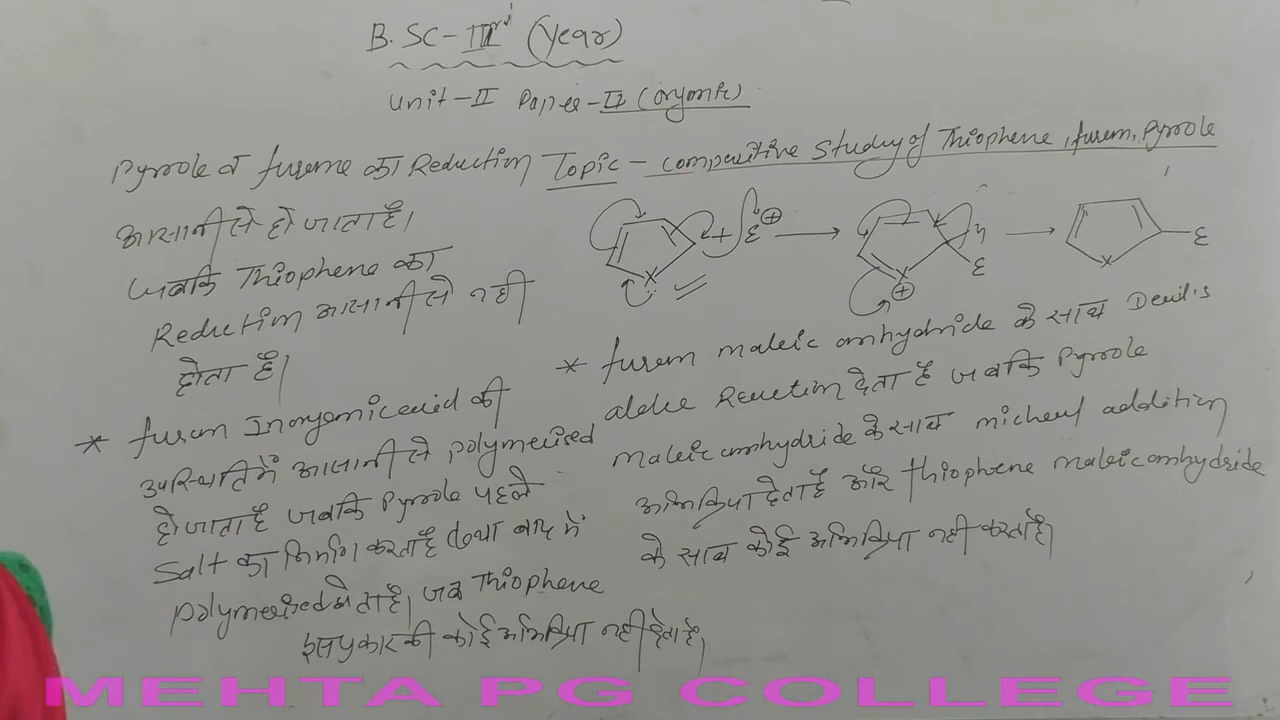 B.SC-III (Year)
Unit-II Paper-II (Organic)
Topic - Comparitive Study of Thiophene, furan, Pyrrole
Pyrrole व furane का Reduction
आसानी से हो जाता है।
जबकि Thiophene का
Reduction आसानी से नही
होता है।
* furan Inorganic acid की
उपस्थिति में आसानी से polymerised
हो जाता है जबकि Pyrrole पहले
Salt का निर्माण करता है तथा बाद में
polymerised होता है। जब Thiophene
इस प्रकार की कोई अभिक्रिया नही देता है।
+ E ⊕
H
E
E
X
X
X
⊕
* furan maleic anhydride के साथ Deil's
alder Reaction देता है जबकि Pyrrole
maleic anhydride के साथ micheal addition
अभिक्रिया देता है और thiophene maleic anhydride
के साथ कोई अभिक्रिया नही करता है।
MEHTA PG COLLEGE